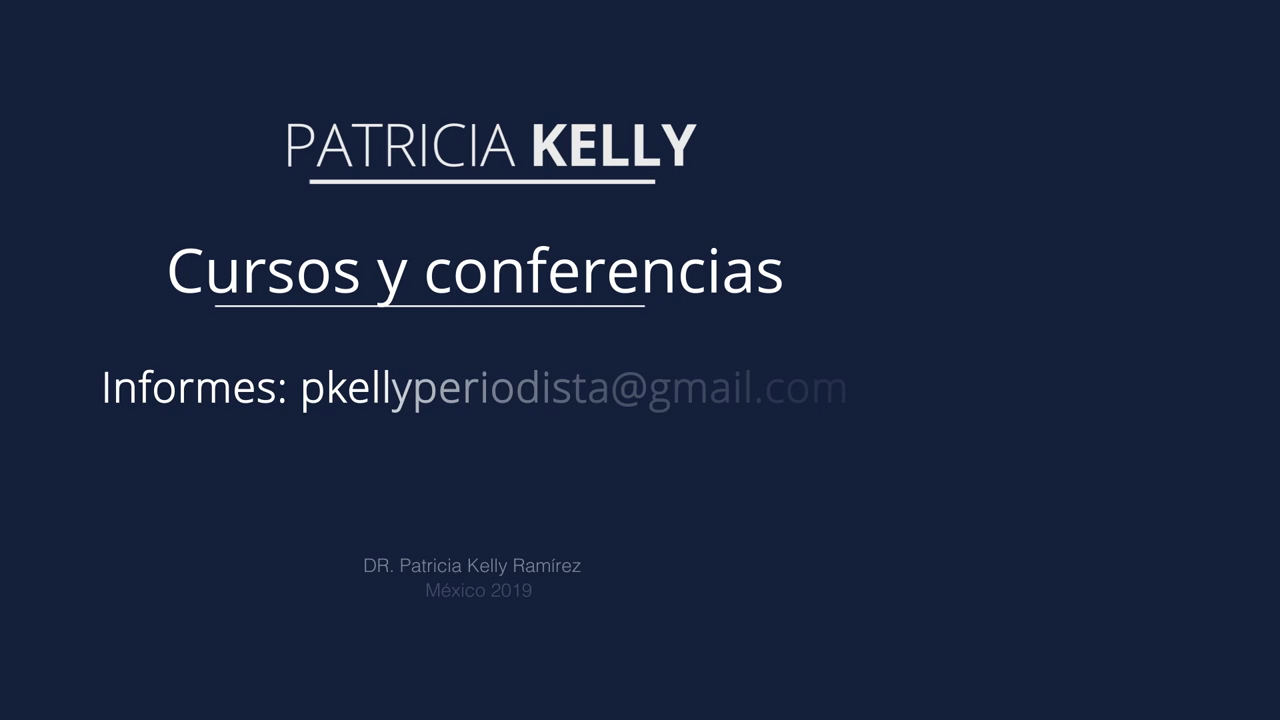 PATRICIA KELLY
Cursos y conferencias
Informes: pkellyperiodista@gmail.com
DR. Patricia Kelly Ramírez
México 2019